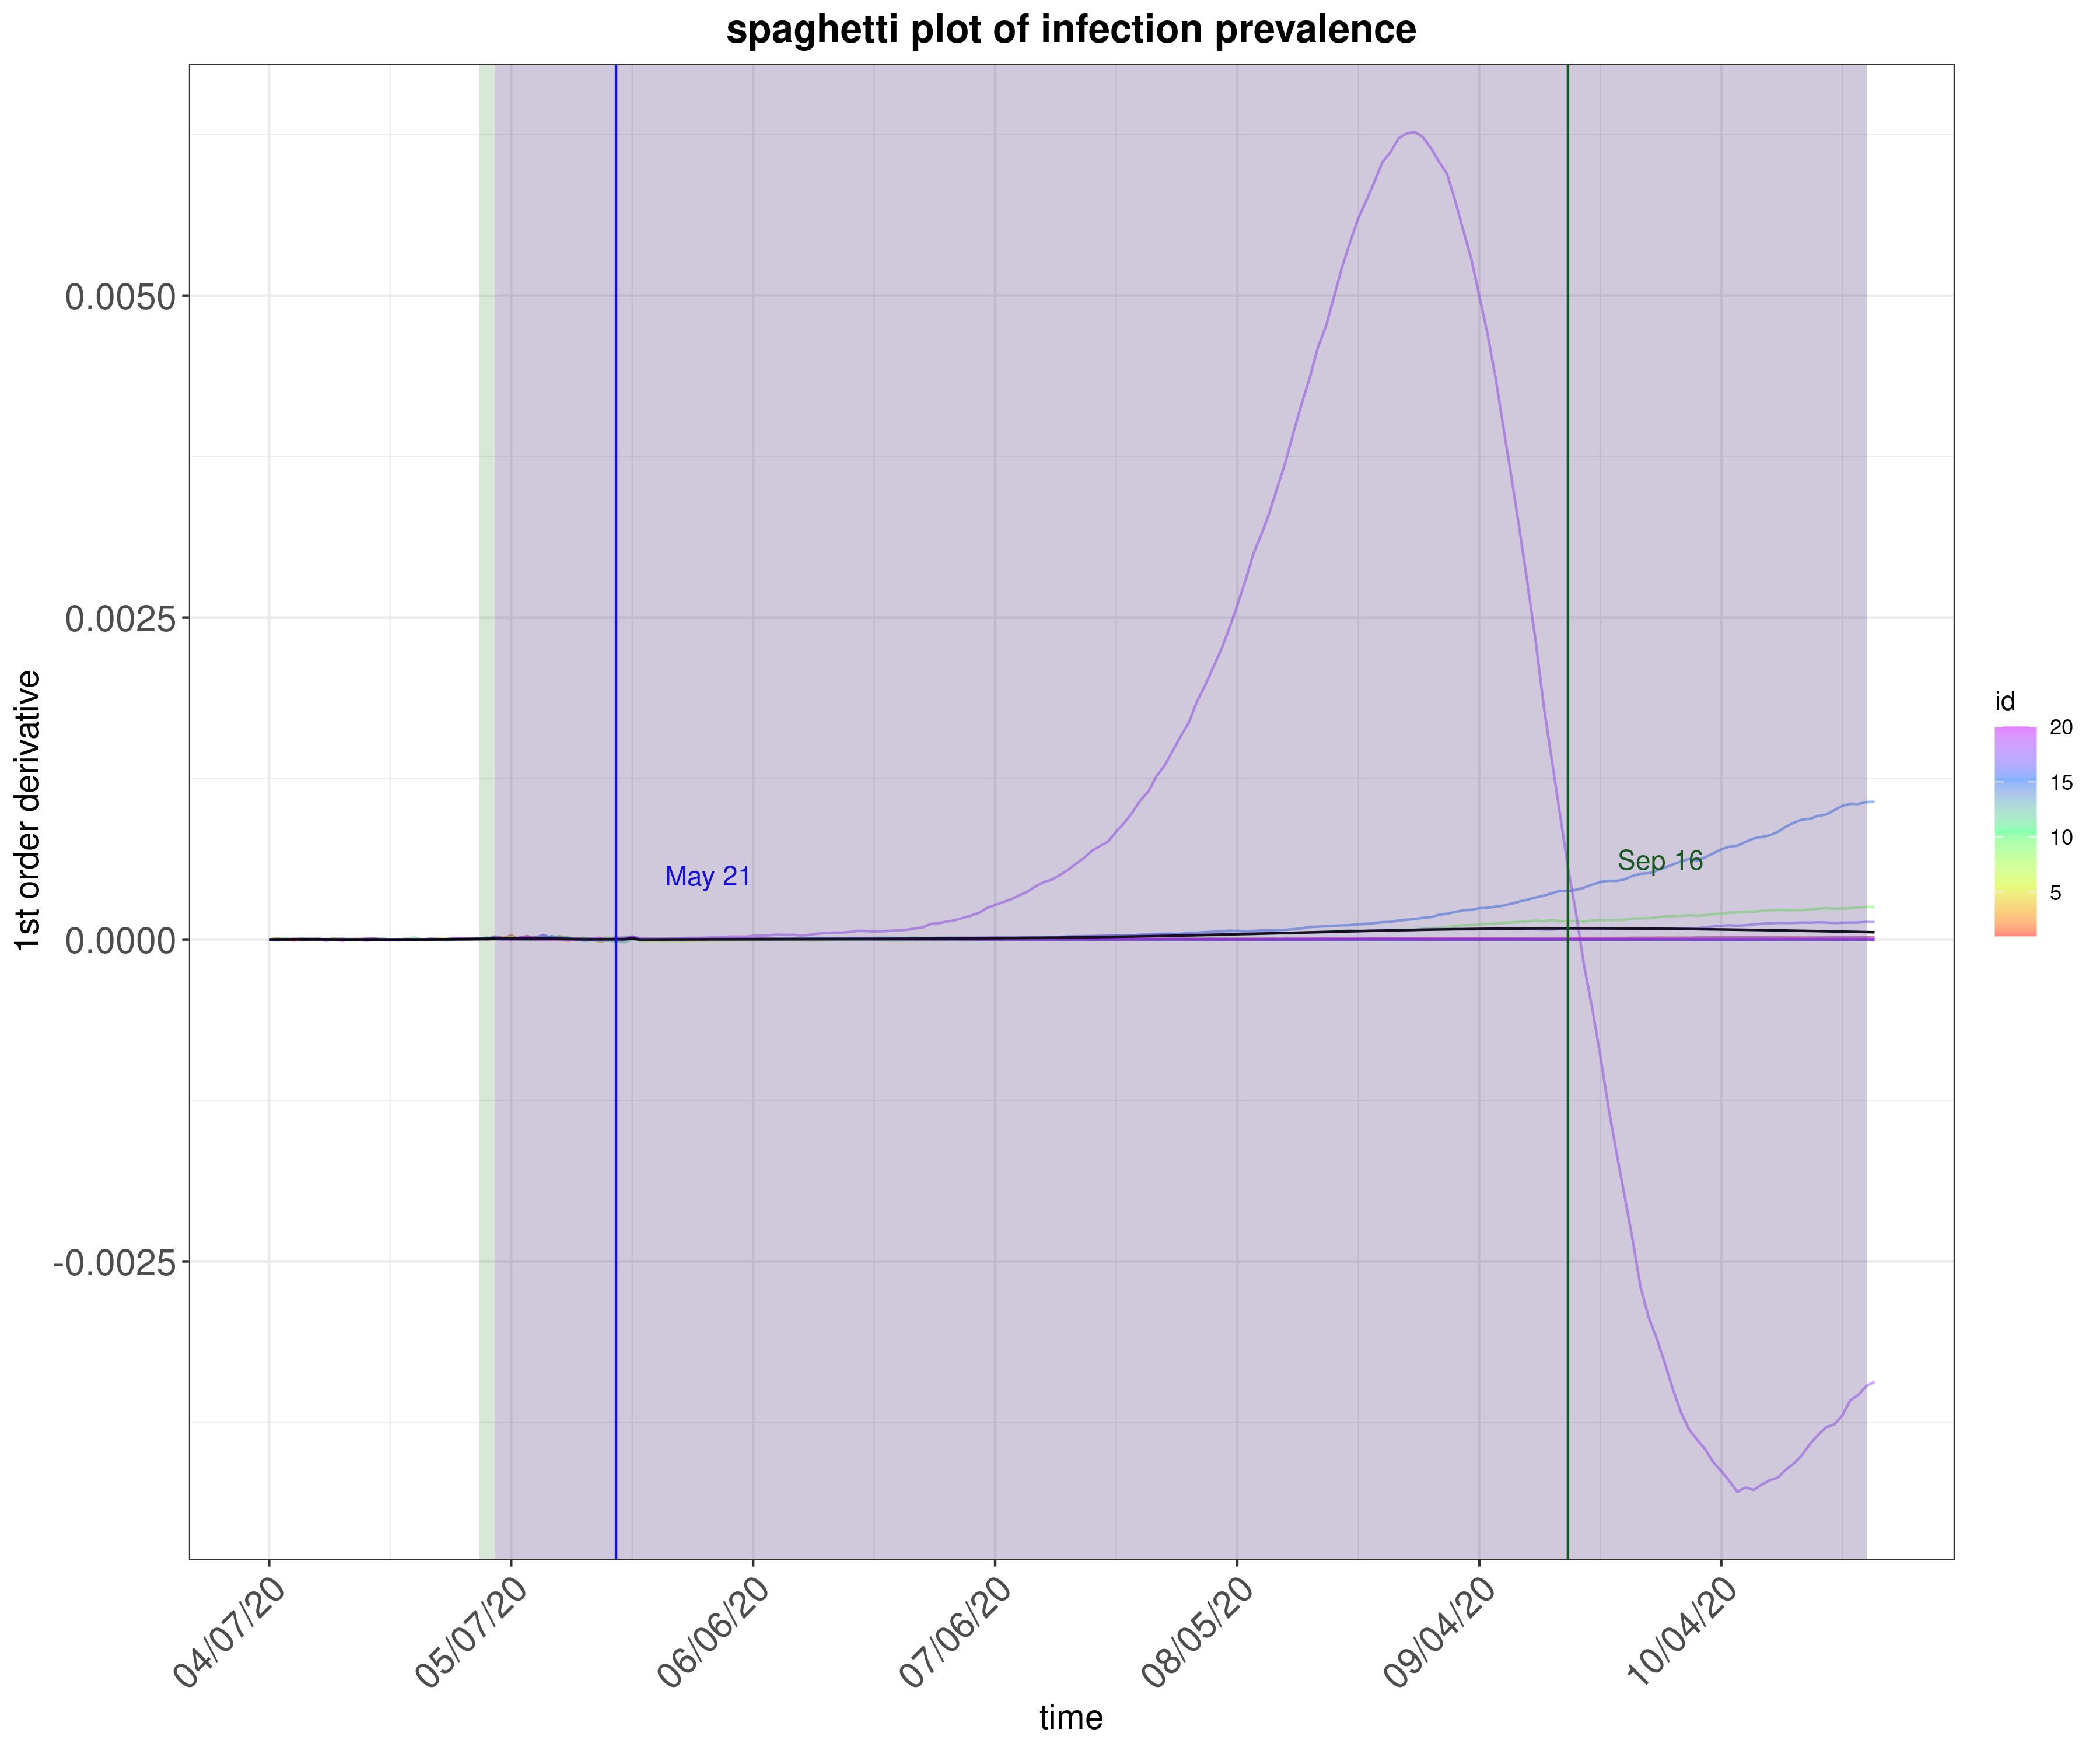 spaghetti plot of infection prevalence
1st order derivative
0.0050
0.0025
0.0000
-0.0025
May 21
Sep 16
id
20
15
10
5
04/07/20
05/07/20
06/06/20
07/06/20
08/05/20
09/04/20
10/04/20
time